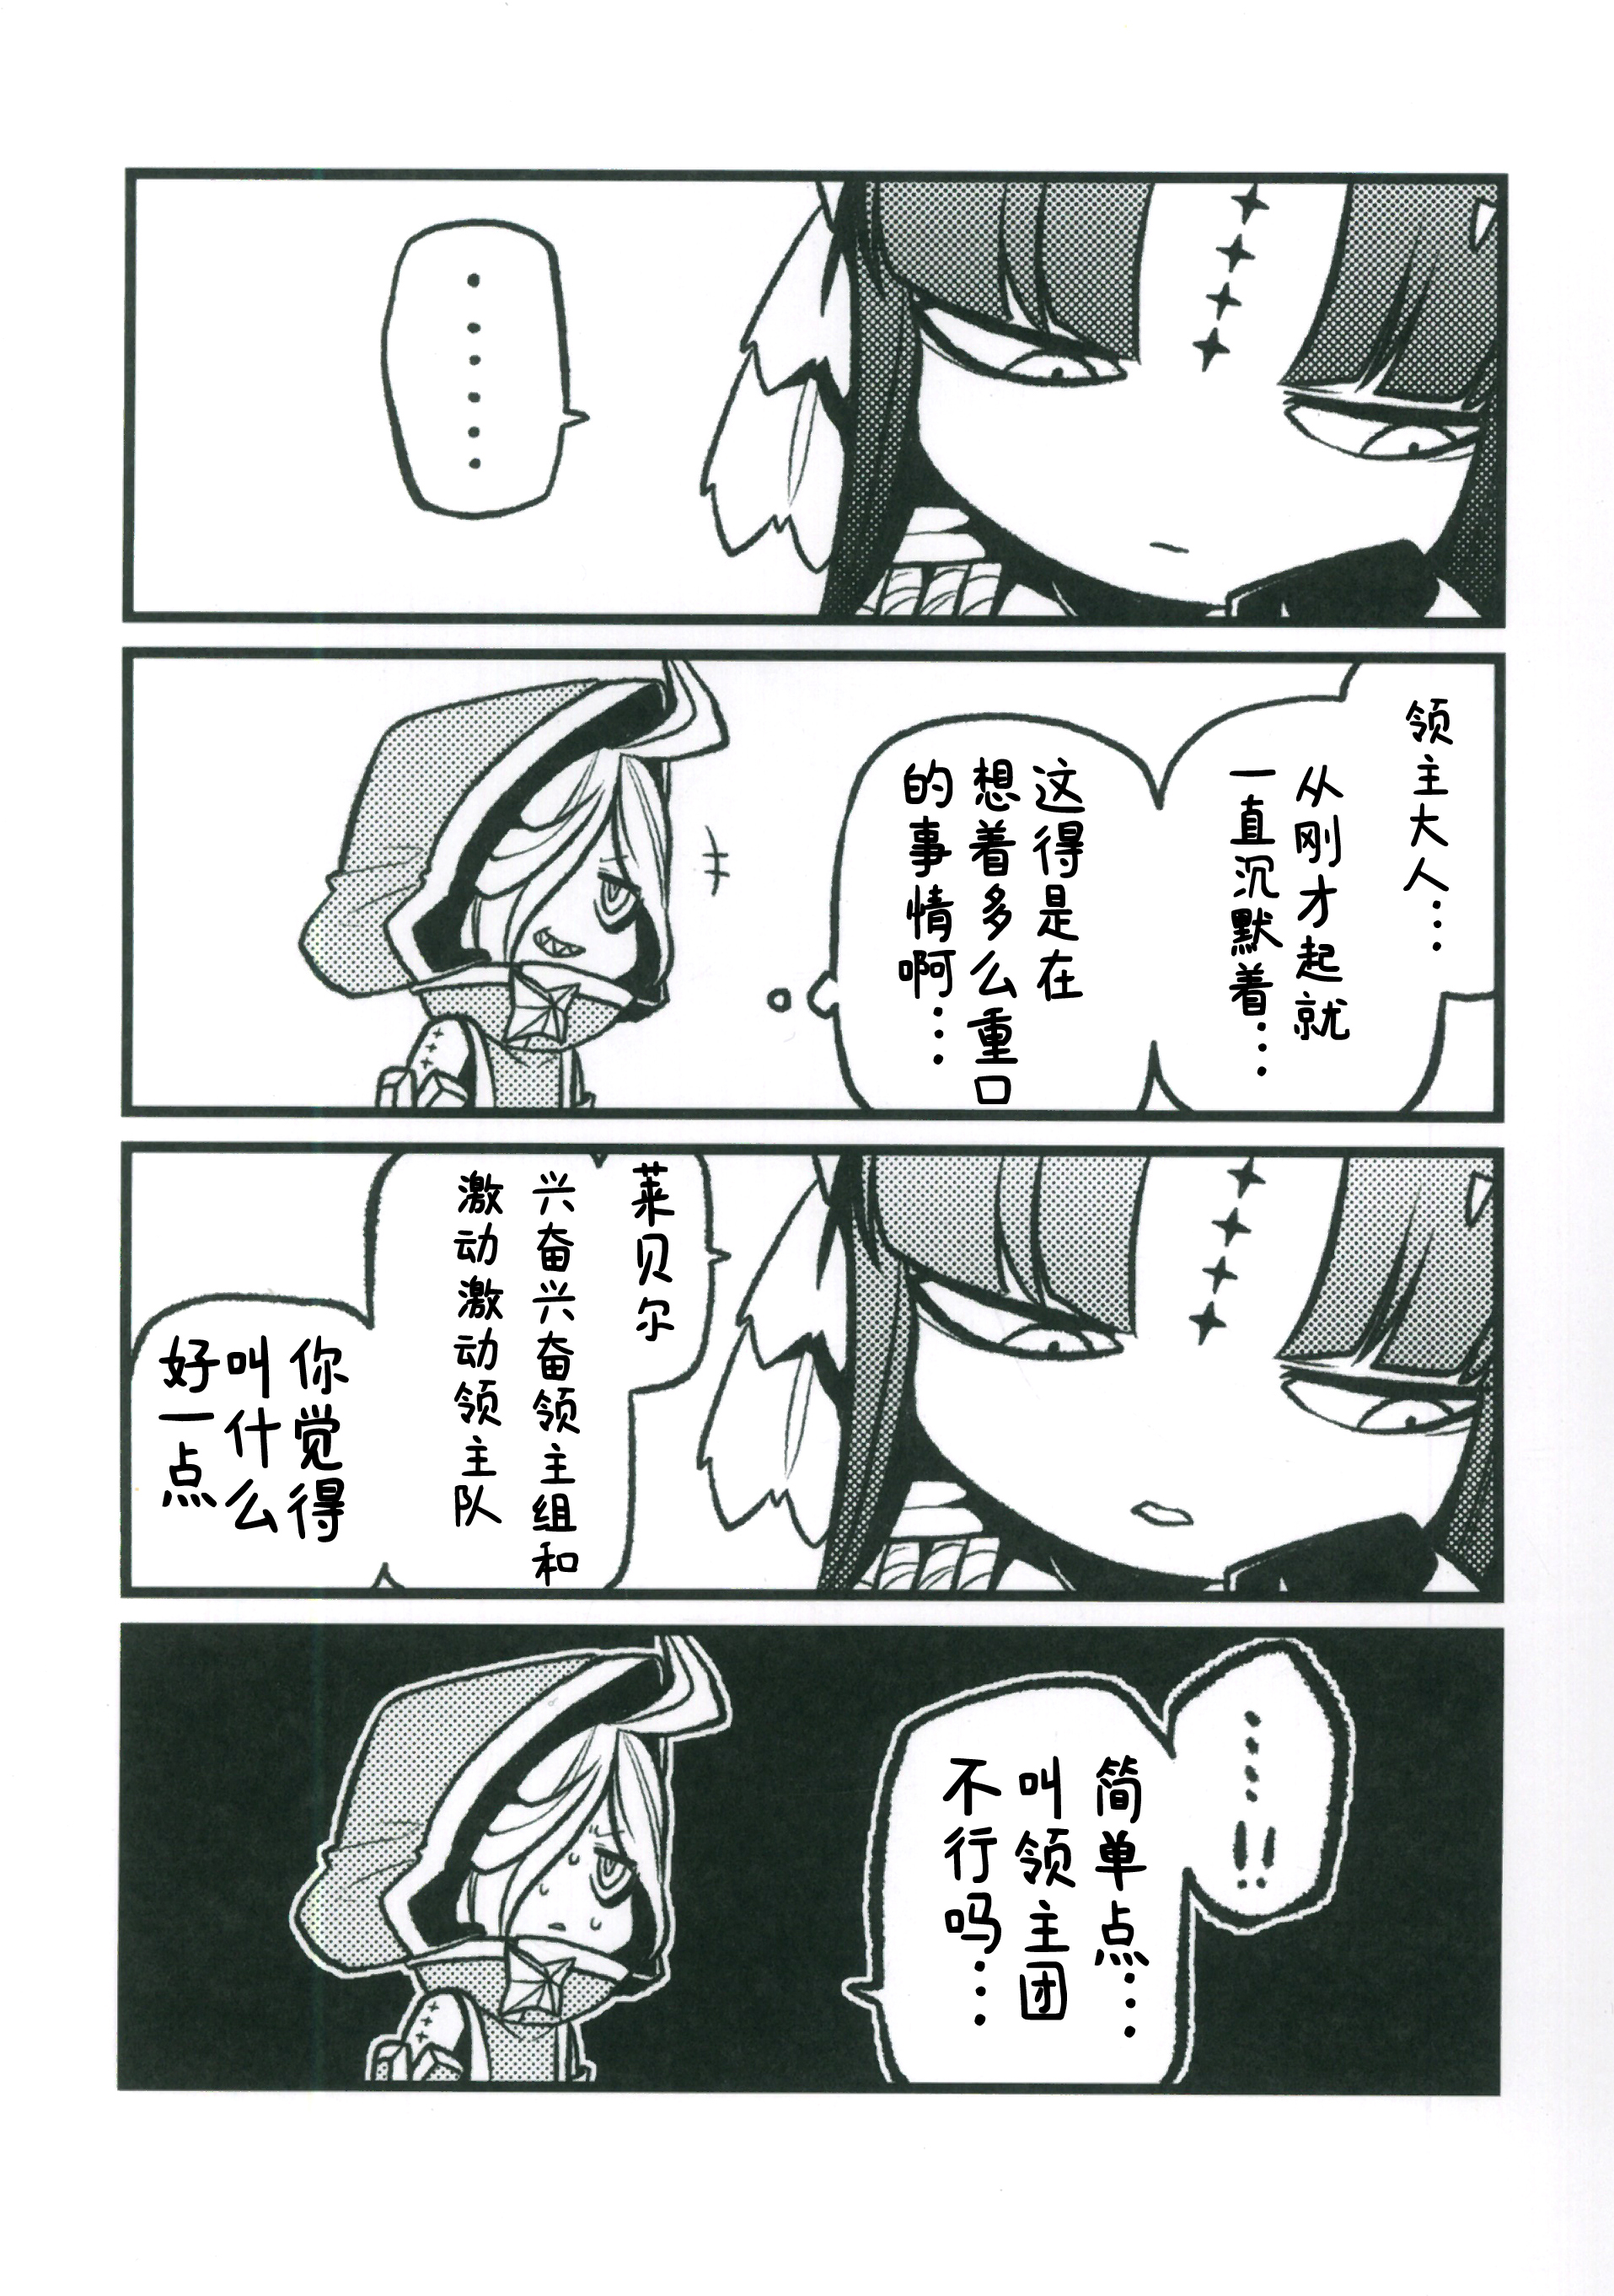 ……
领主大人…
从刚才起就
一直沉默着…
这得是在
想着多么重口
的事情啊…
莱贝尔
兴奋兴奋领主组和
激动激动领主队
你觉得
叫什么
好一点
……!!
简单点…
叫领主团
不行吗…